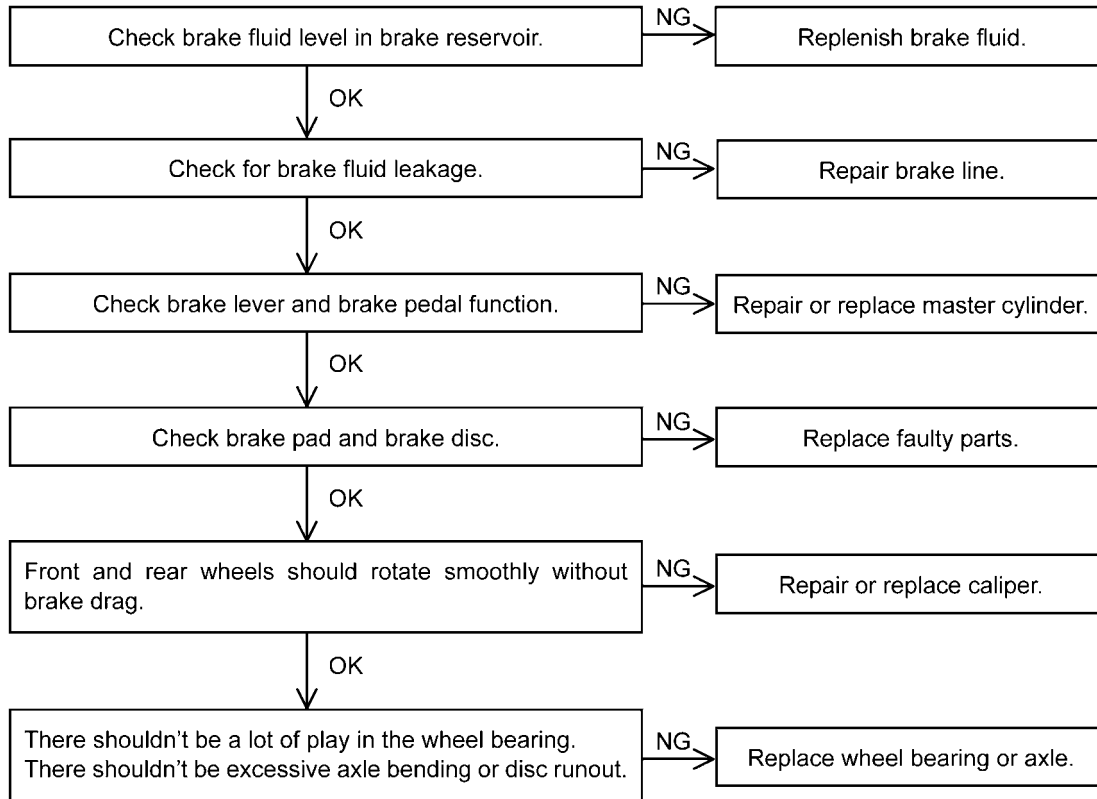 Check brake fluid level in brake reservoir.
NG
Replenish brake fluid.
OK
Check for brake fluid leakage.
NG
Repair brake line.
OK
Check brake lever and brake pedal function.
NG
Repair or replace master cylinder.
OK
Check brake pad and brake disc.
NG
Replace faulty parts.
OK
Front and rear wheels should rotate smoothly without
brake drag.
NG
Repair or replace caliper.
OK
There shouldn't be a lot of play in the wheel bearing.
There shouldn't be excessive axle bending or disc runout.
NG
Replace wheel bearing or axle.